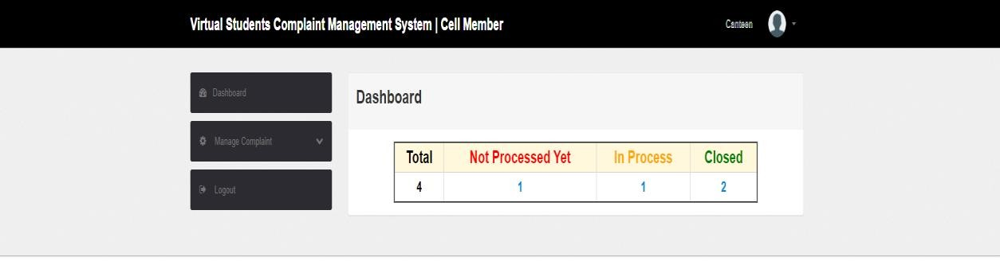 Virtual Students Complaint Management System | Cell Member
Canteen
Dashboard
Manage Complaint
Logout
Dashboard
Total Not Processed Yet In Process Closed
4 1 1 2